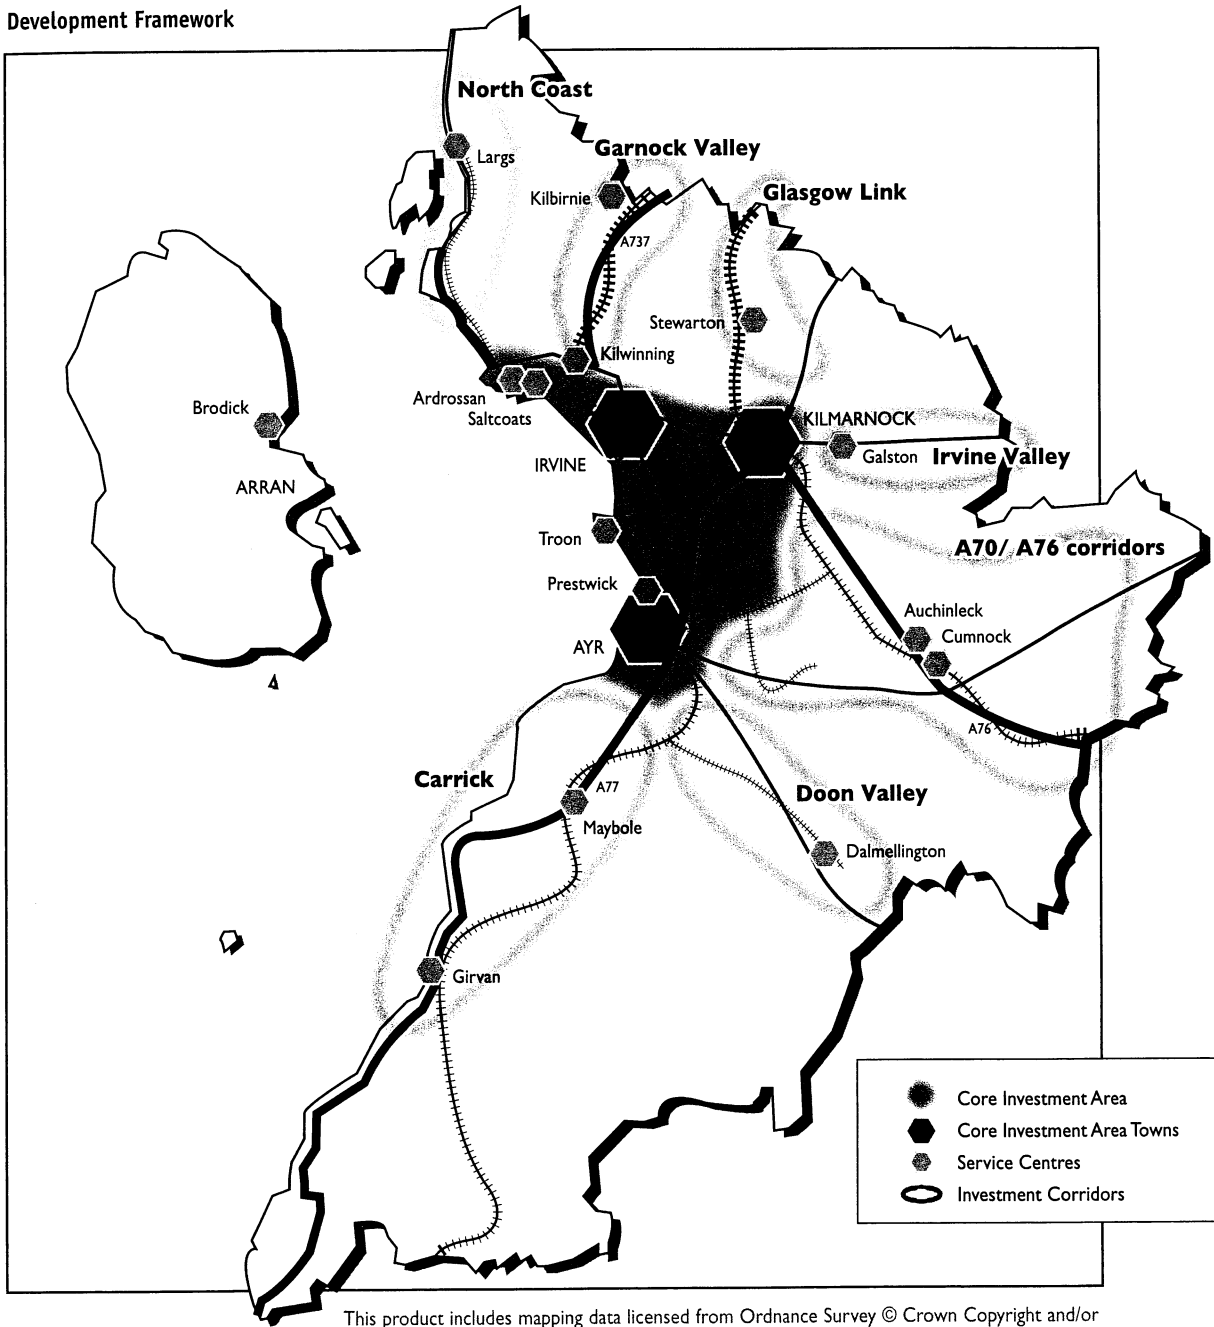 Development Framework
North Coast
Garnock Valley
Largs
Glasgow Link
Kilbirnie
A737
Stewarton
Kilwinning
Ardrossan
Saltcoats
Brodick
KILMARNOCK
Galston
Irvine Valley
IRVINE
ARRAN
Troon
A70/ A76 corridors
Prestwick
Auchinleck
Cumnock
AYR
A76
Carrick
A77
Doon Valley
Maybole
Dalmellington
Girvan
Core Investment Area
Core Investment Area Towns
Service Centres
Investment Corridors
This product includes mapping data licensed from Ordnance Survey © Crown Copyright and/or